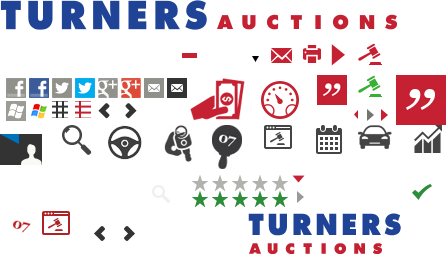 TURNERS
AUCTIONS
f f g+ g+
”
”
07
07
TURNERS
AUCTIONS